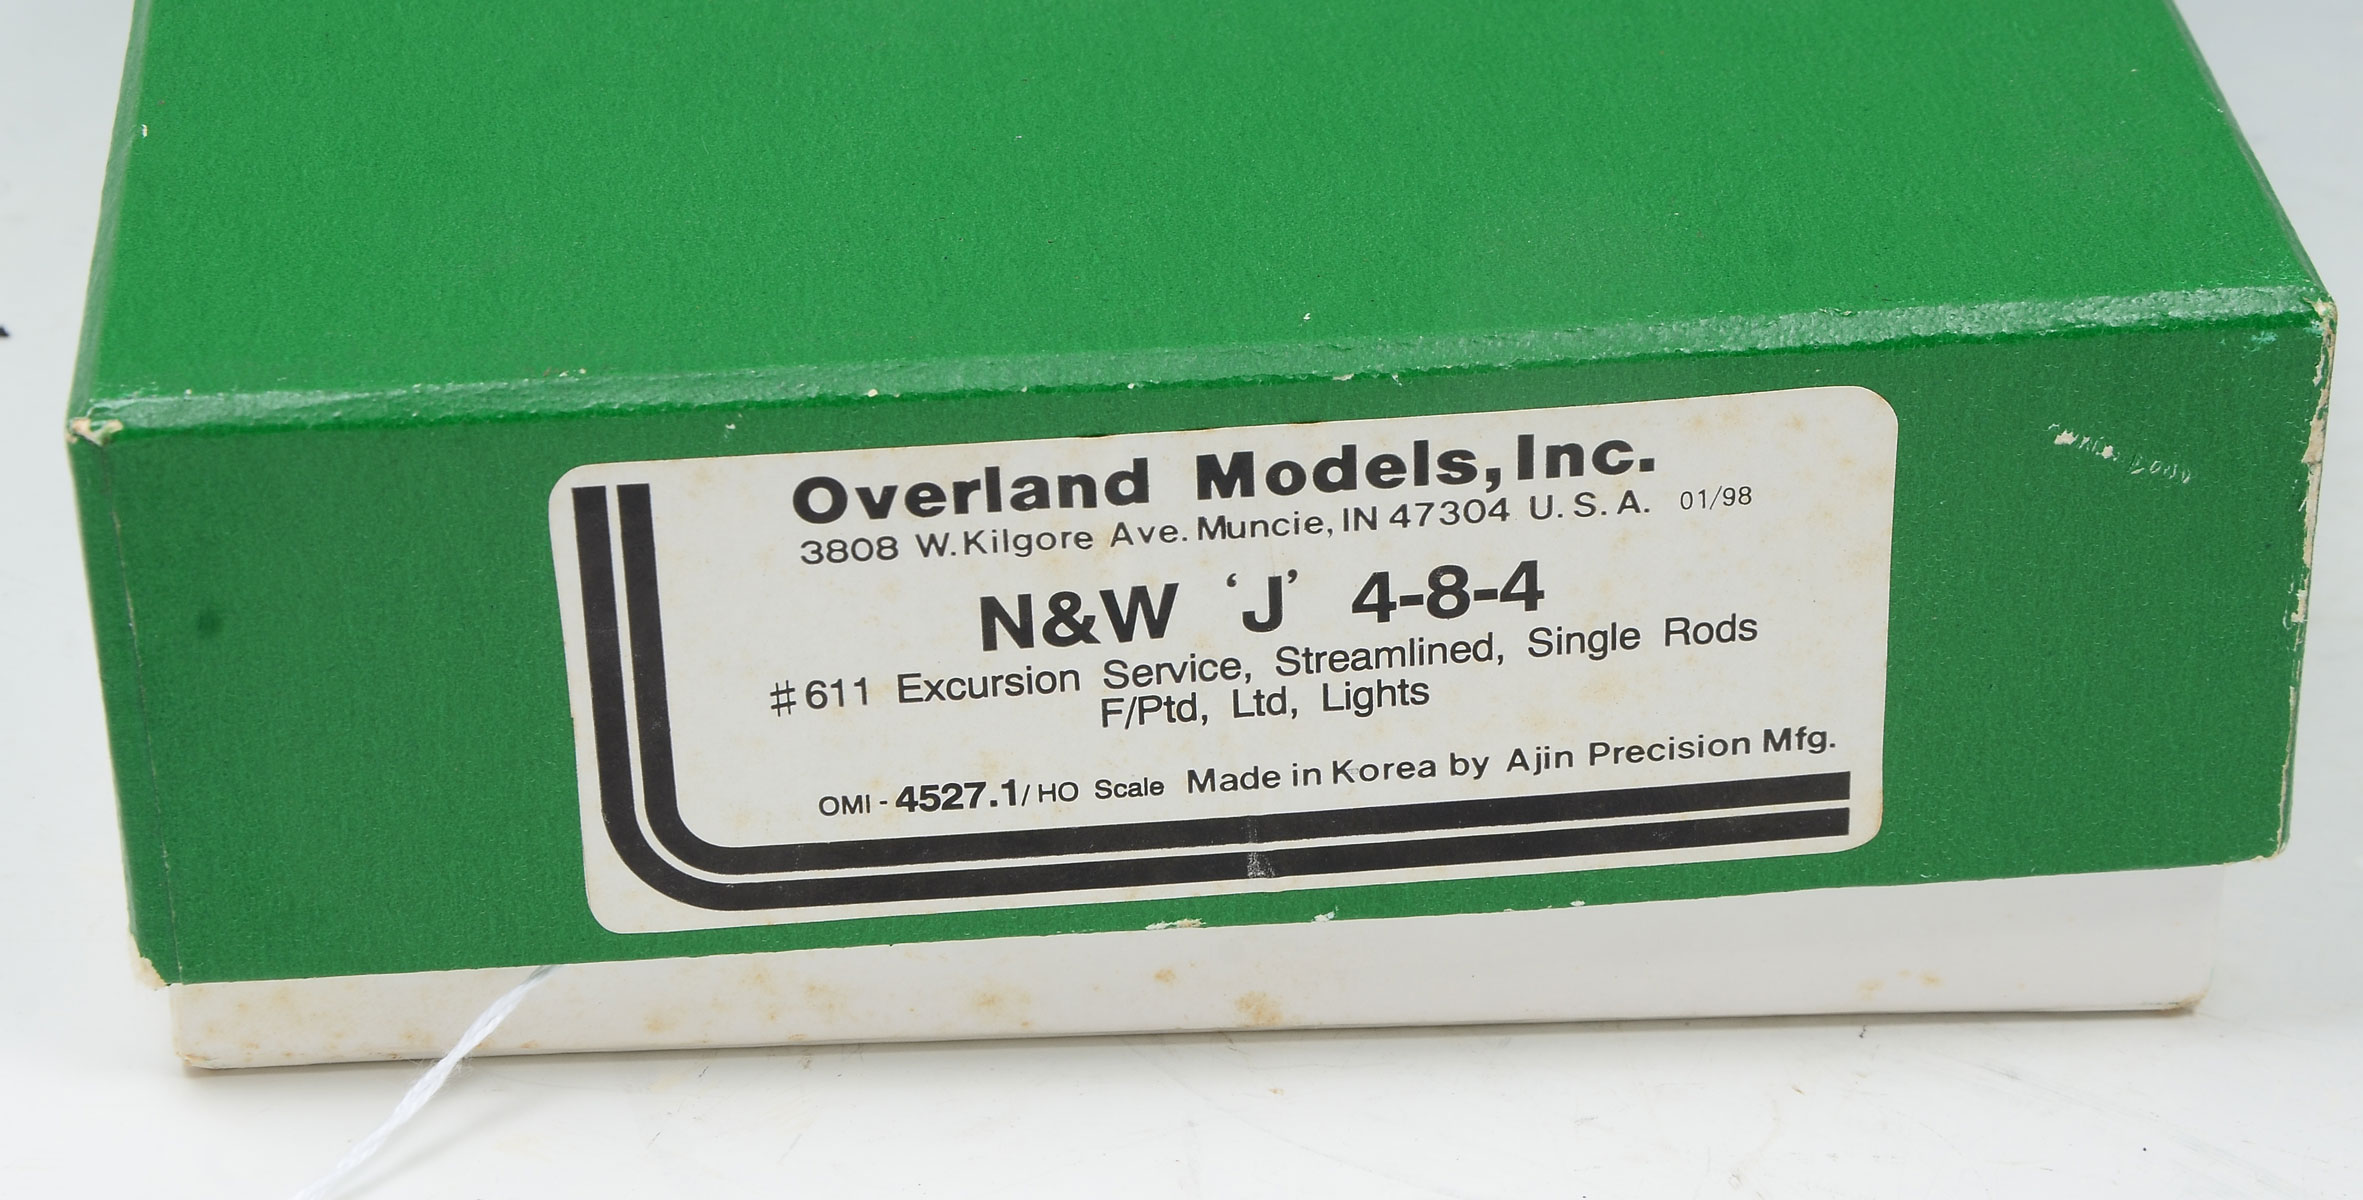 Overland Models, Inc.
3808 W. Kilgore Ave. Muncie, IN 47304 U. S. A. 01/98
N&W ‘J’ 4-8-4
#611 Excursion Service, Streamlined, Single Rods
F/Ptd, Ltd, Lights
OMI - 4527.1/ HO Scale Made in Korea by Ajin Precision Mfg.